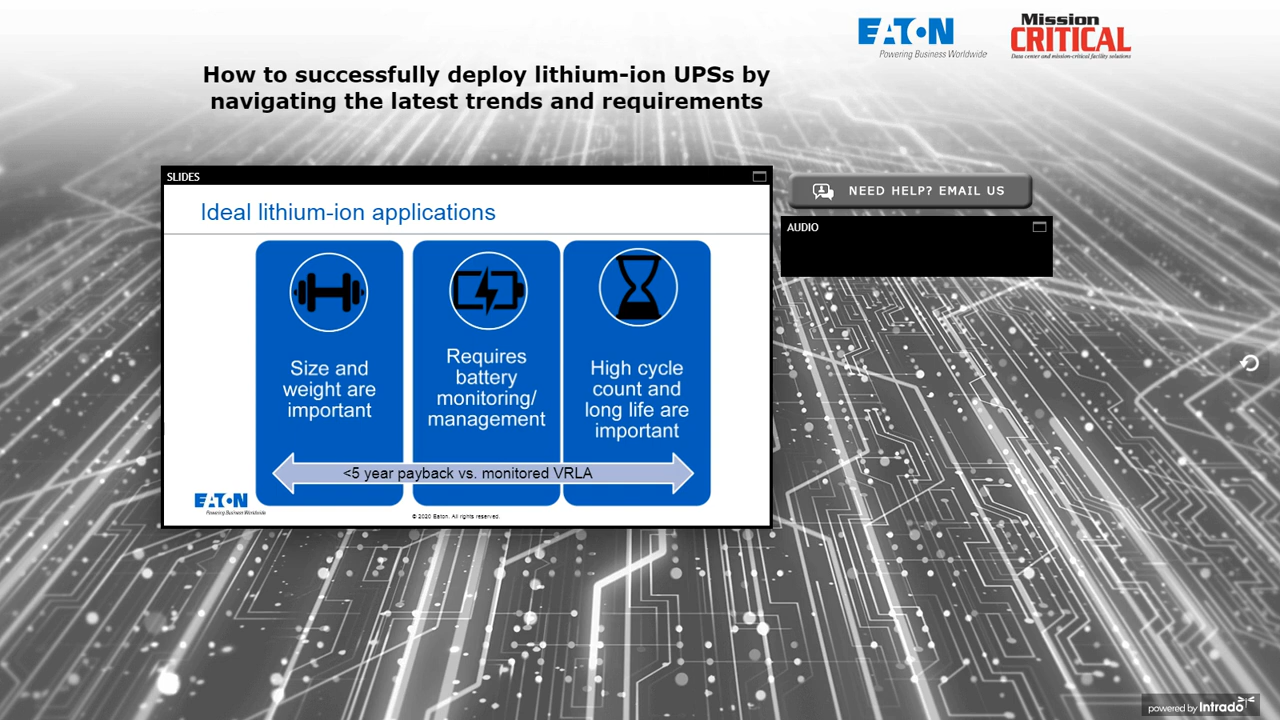 EATON
Powering Business Worldwide
Mission
CRITICAL
Data center and mission-critical facility solutions
How to successfully deploy lithium-ion UPSs by
navigating the latest trends and requirements
SLIDES
Ideal lithium-ion applications
Size and
weight are
important
Requires
battery
monitoring/
management
High cycle
count and
long life are
important
<5 year payback vs. monitored VRLA
EATON
Powering Business Worldwide
© 2020 Eaton. All rights reserved.
NEED HELP? EMAIL US
AUDIO
powered by Intrado